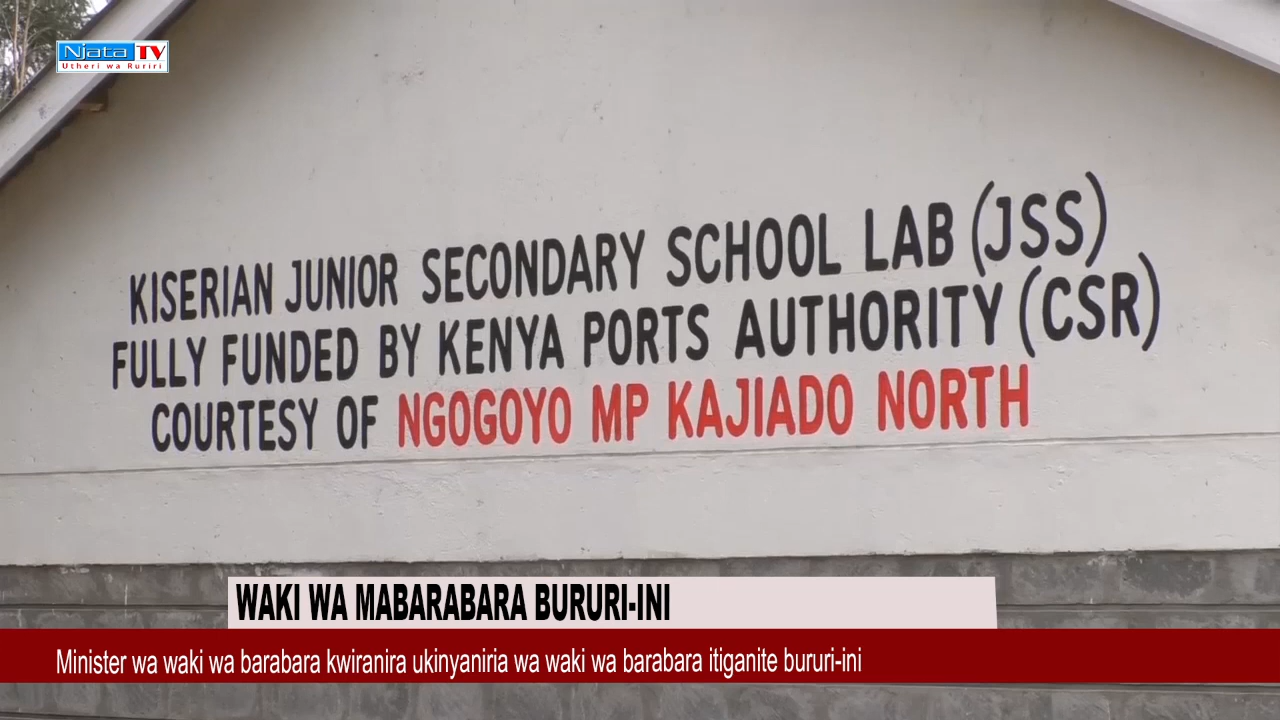 Njata TV
Utheri wa Ruriri
KISERIAN JUNIOR SECONDARY SCHOOL LAB (JSS)
FULLY FUNDED BY KENYA PORTS AUTHORITY (CSR)
COURTESY OF NGOGOYO MP KAJIADO NORTH
WAKI WA MABARABARA BURURI-INI
Minister wa waki wa barabara kwiranira ukinyaniria wa waki wa barabara itiganite bururi-ini